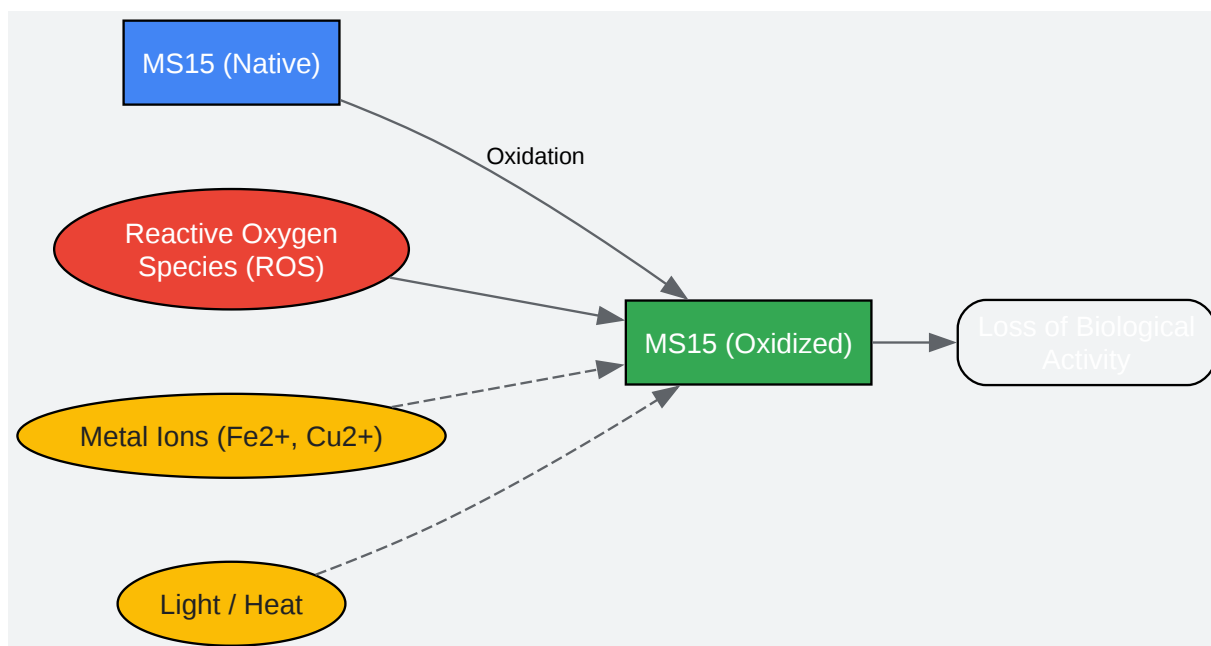 MS15 (Native)
Oxidation
Reactive Oxygen
Species (ROS)
MS15 (Oxidized)
Loss of Biological
Activity
Metal Ions (Fe2+, Cu2+)
Light / Heat